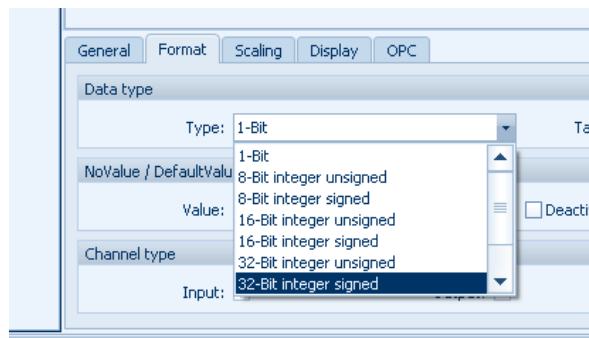 General Format Scaling Display OPC
Data type
Type: 1-Bit
1-Bit
8-Bit integer unsigned
8-Bit integer signed
16-Bit integer unsigned
16-Bit integer signed
32-Bit integer unsigned
32-Bit integer signed
NoValue / DefaultValu
Value: Deacti
Channel type
Input: